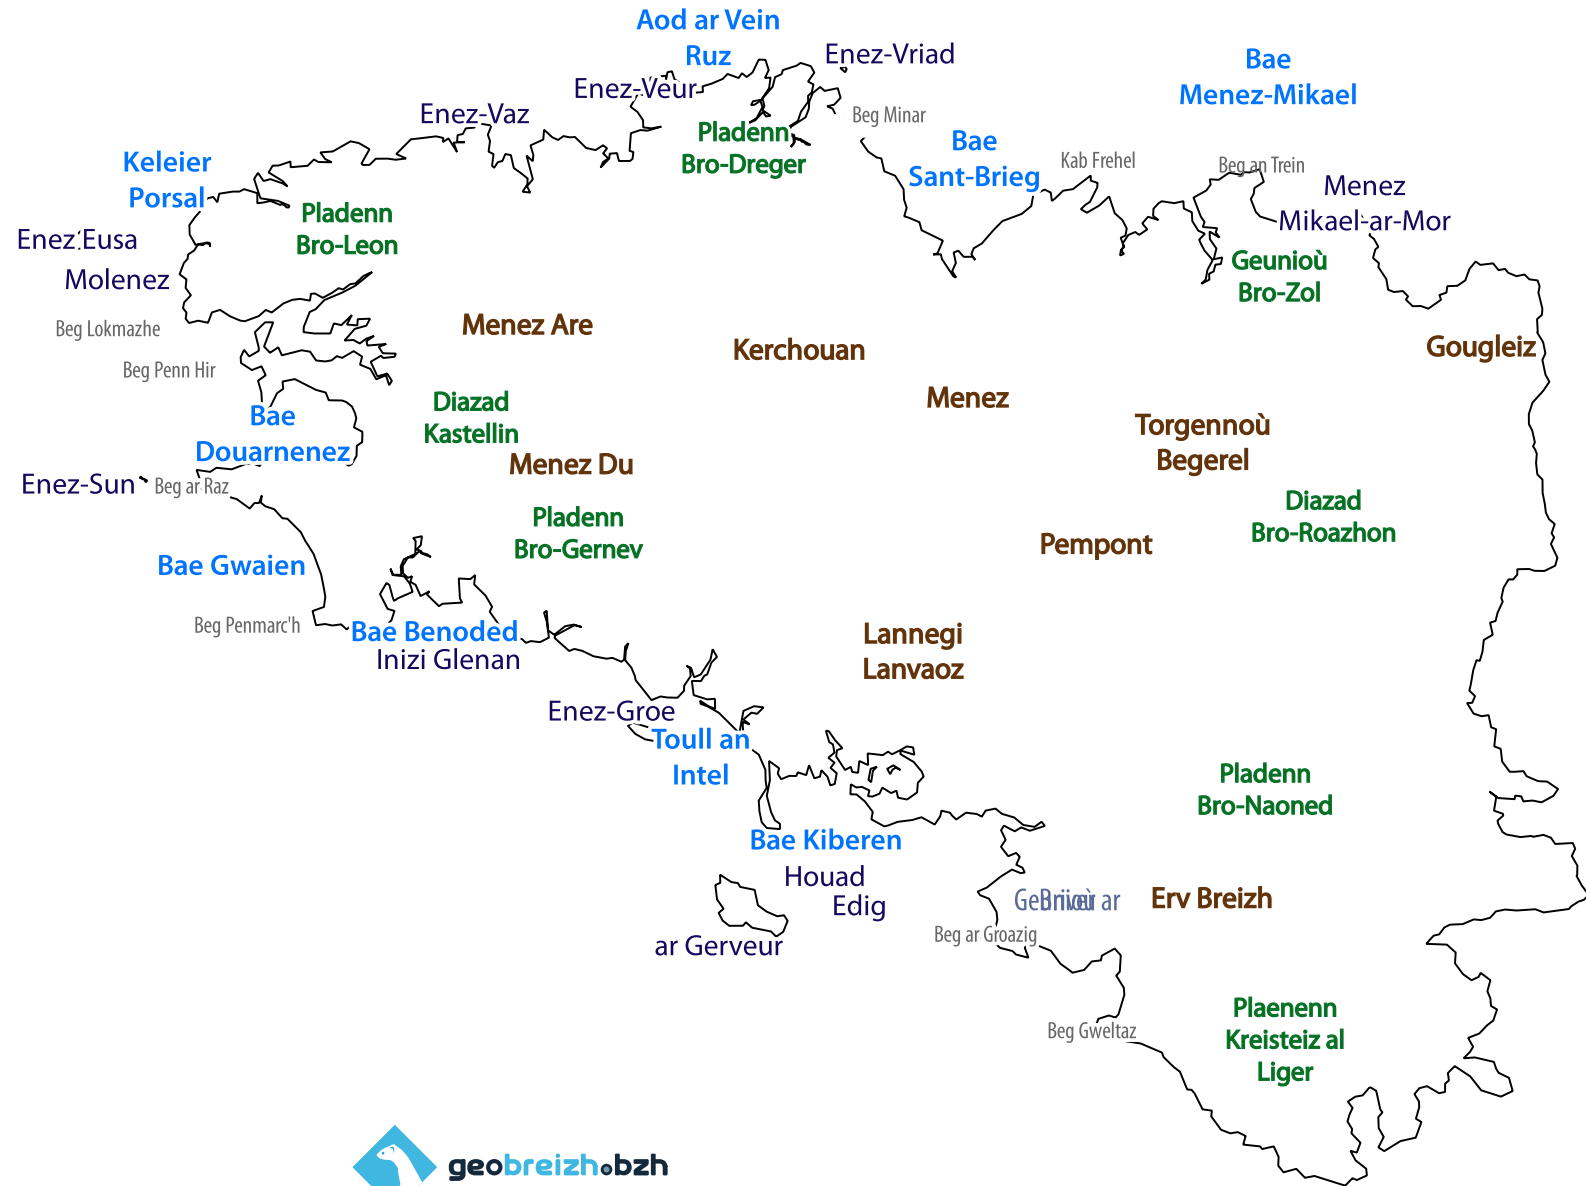 Aod ar Vein
Ruz
Enez-Vriad
Bae
Menez-Mikael
Enez-Veur
Enez-Vaz
Beg Minar
Pladenn
Bro-Dreger
Bae
Sant-Brieg
Kab Frehel
Beg an Trein
Keleier
Porsal
Menez
Mikael-ar-Mor
Pladenn
Bro-Leon
Enez Eusa
Molenez
Geunioù
Bro-Zol
Beg Lokmazhe
Menez Are
Kerchouan
Gougleiz
Beg Penn Hir
Menez
Diazad
Kastellin
Bae
Douarnenez
Torgennoù
Begerel
Menez Du
Enez-Sun
Beg ar Raz
Diazad
Bro-Roazhon
Pladenn
Bro-Gernev
Pempont
Bae Gwaien
Beg Penmarc'h
Bae Benoded
Inizi Glenan
Lannegi
Lanvaoz
Enez-Groe
Toull an
Intel
Pladenn
Bro-Naoned
Bae Kiberen
Houad
Edig
ar
Erv Breizh
Beg ar Groazig
ar Gerveur
Plaenenn
Kreisteiz al
Liger
Beg Gweltaz
geobreizh.bzh